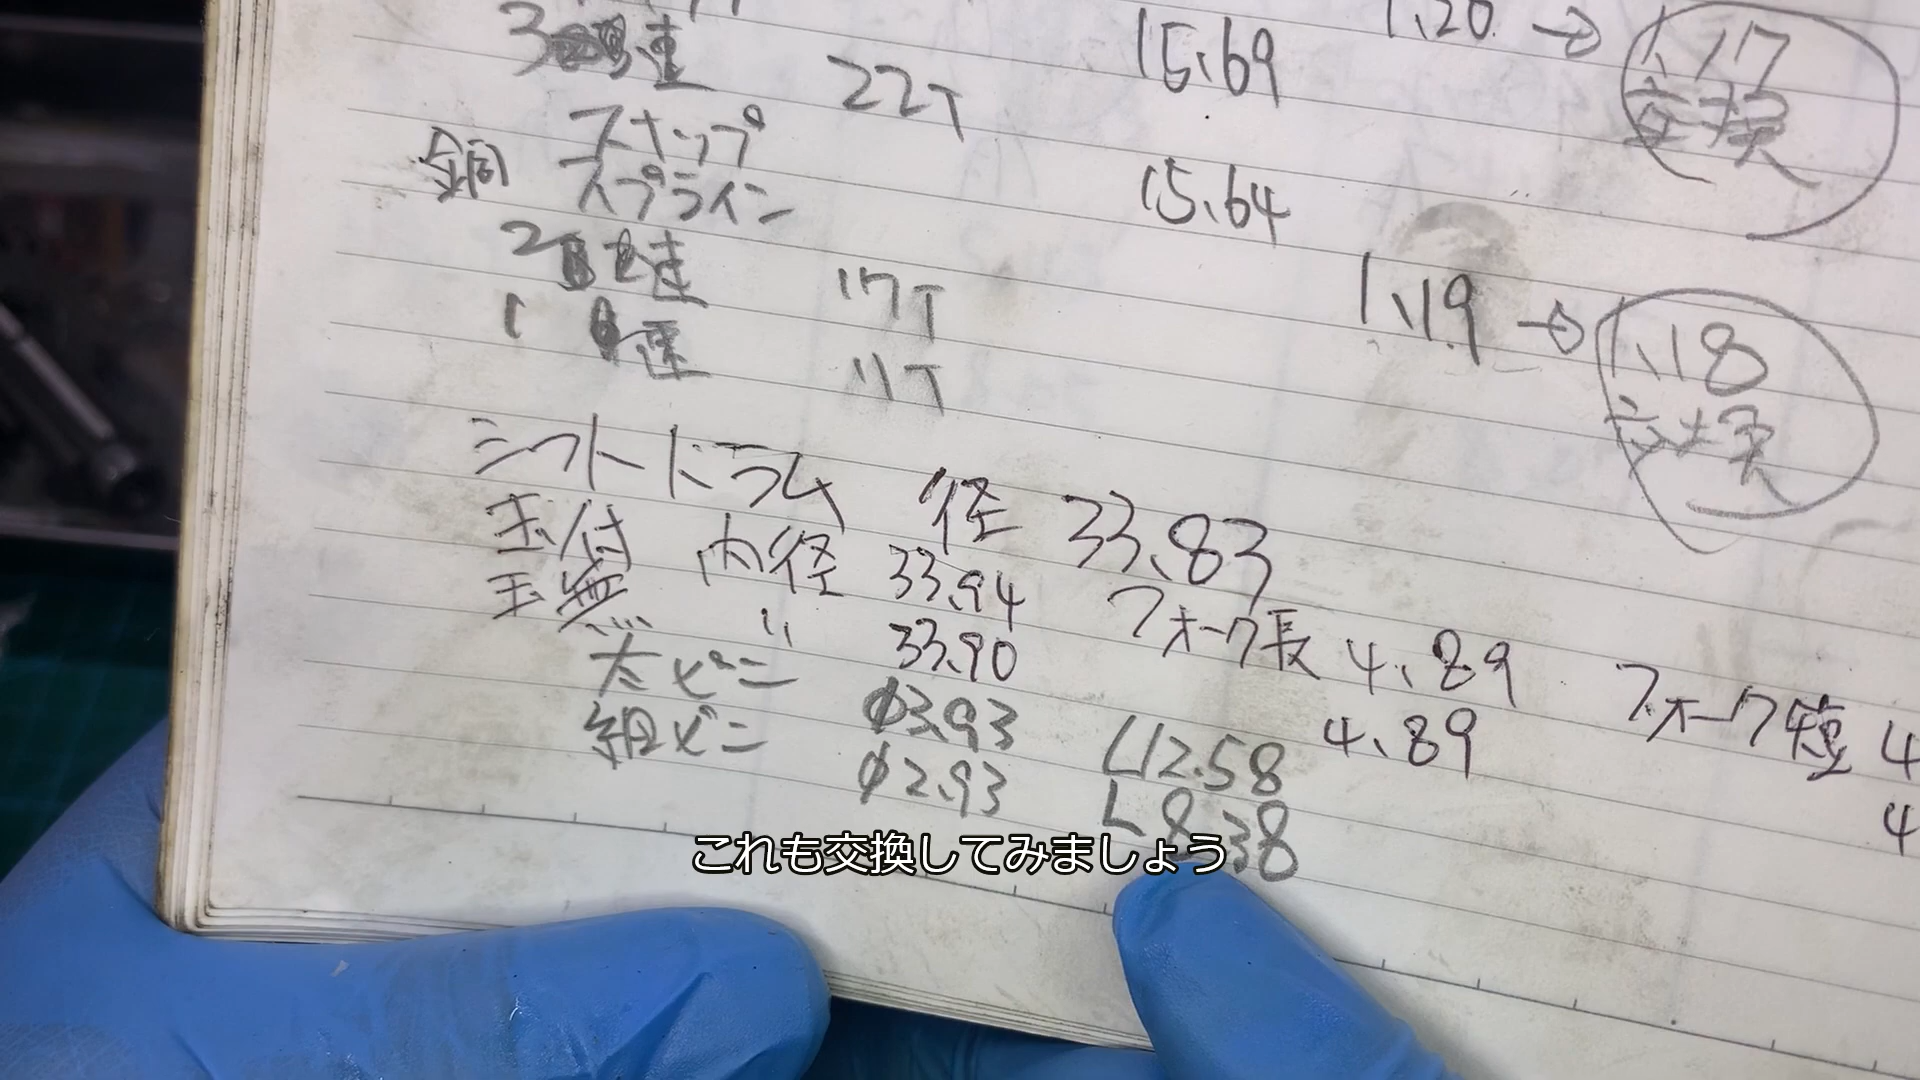 3速 22T 15.69 1.20 → 1.17 交換
スナップ
銅 スプライン 15.64
2速 17T 1.19 → 1.18 交換
1速 11T
シフトドラム 径 33.83
玉付 内径 33.94 フォーク長 4.89 フォーク短 4
玉無 〃 33.90 4.89 4
太ピン φ3.93 L12.58
細ピン φ2.93 L8.38
これも交換してみましょう